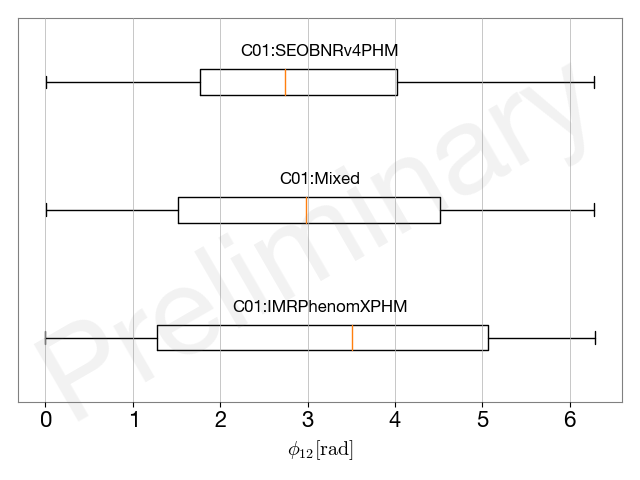 C01:SEOBNRv4PHM
C01:Mixed
C01:IMRPhenomXPHM
Preliminary
0 1 2 3 4 5 6
ϕ₁₂[rad]